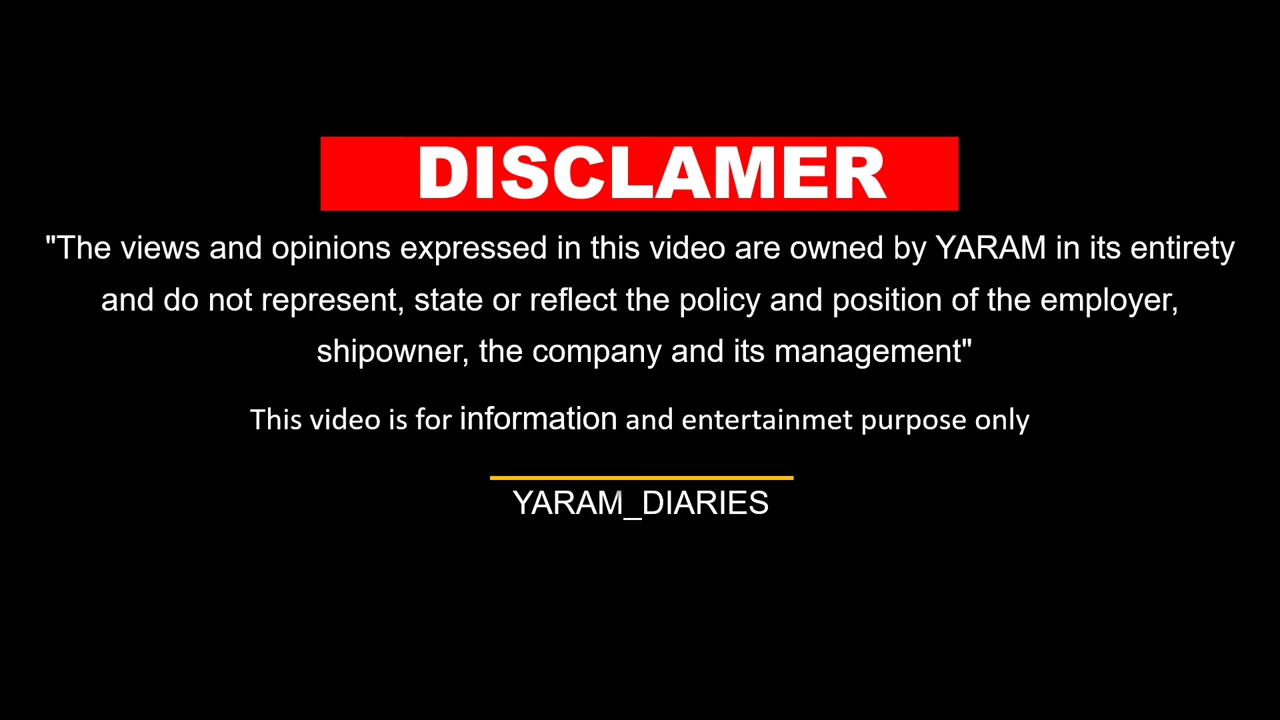 DISCLAMER
"The views and opinions expressed in this video are owned by YARAM in its entirety
and do not represent, state or reflect the policy and position of the employer,
shipowner, the company and its management"
This video is for information and entertainmet purpose only
YARAM_DIARIES